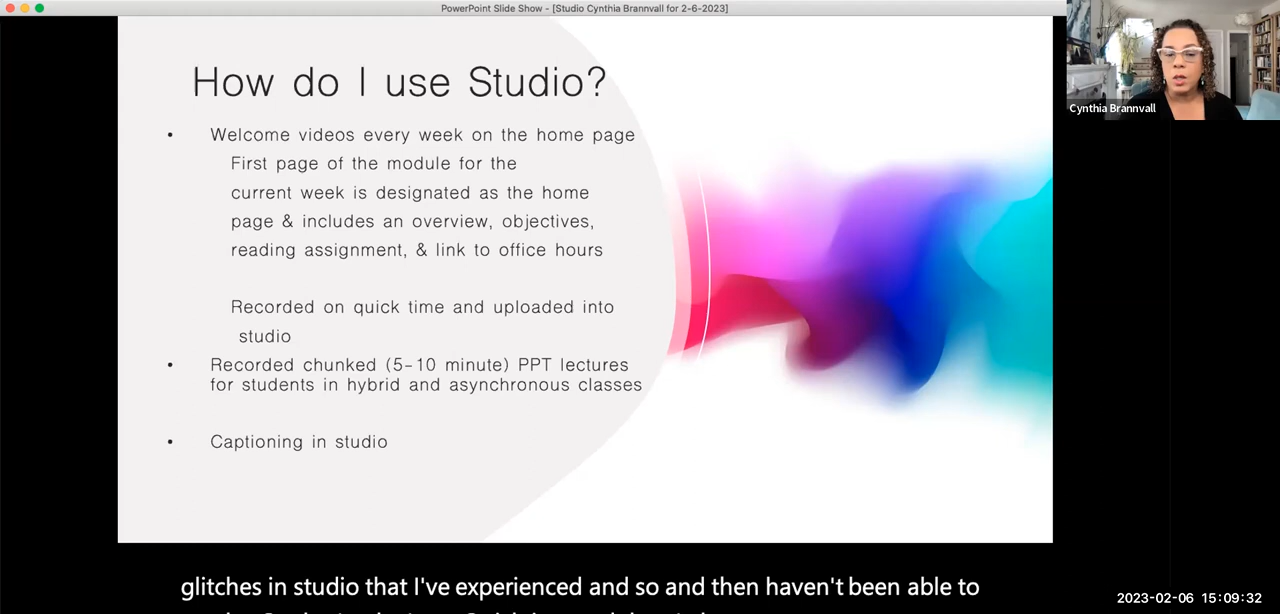 PowerPoint Slide Show - [Studio Cynthia Brannvall for 2-6-2023]
How do I use Studio?
• Welcome videos every week on the home page
First page of the module for the
current week is designated as the home
page & includes an overview, objectives,
reading assignment, & link to office hours
Recorded on quick time and uploaded into
studio
• Recorded chunked (5-10 minute) PPT lectures
for students in hybrid and asynchronous classes
• Captioning in studio
Cynthia Brannvall
glitches in studio that I've experienced and so and then haven't been able to
2023-02-06 15:09:32